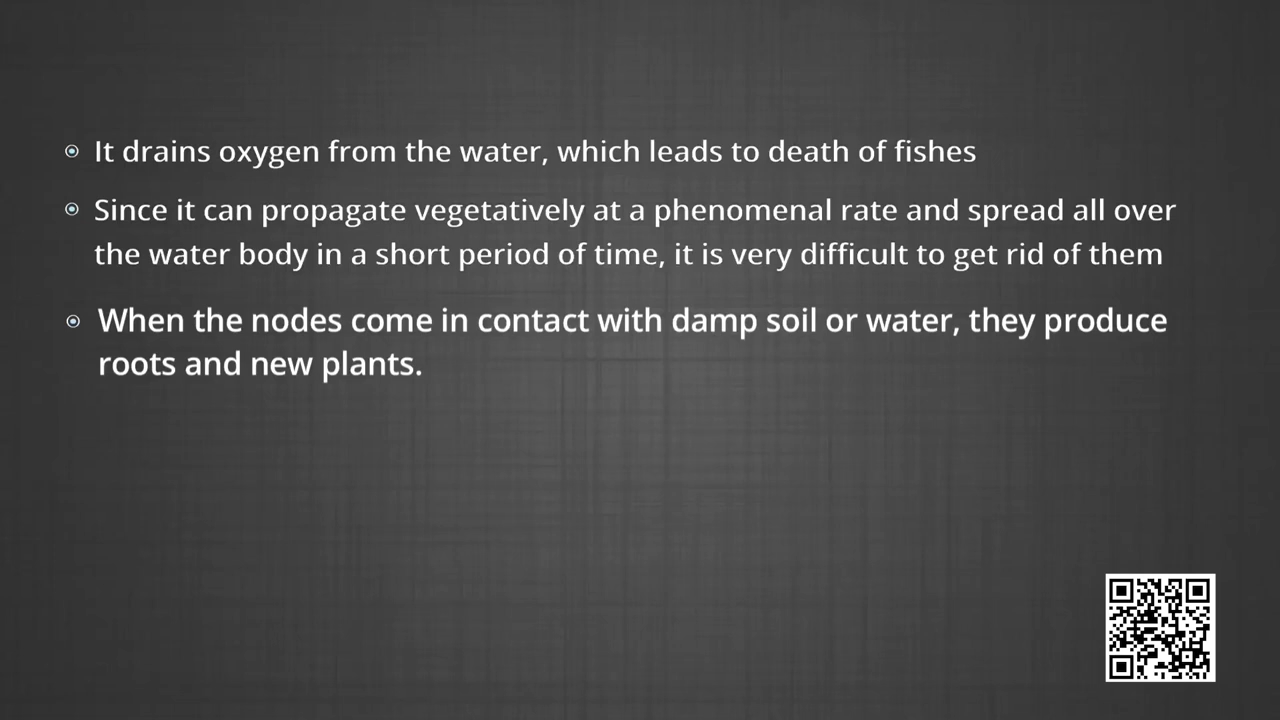 It drains oxygen from the water, which leads to death of fishes
Since it can propagate vegetatively at a phenomenal rate and spread all over
the water body in a short period of time, it is very difficult to get rid of them
When the nodes come in contact with damp soil or water, they produce
roots and new plants.